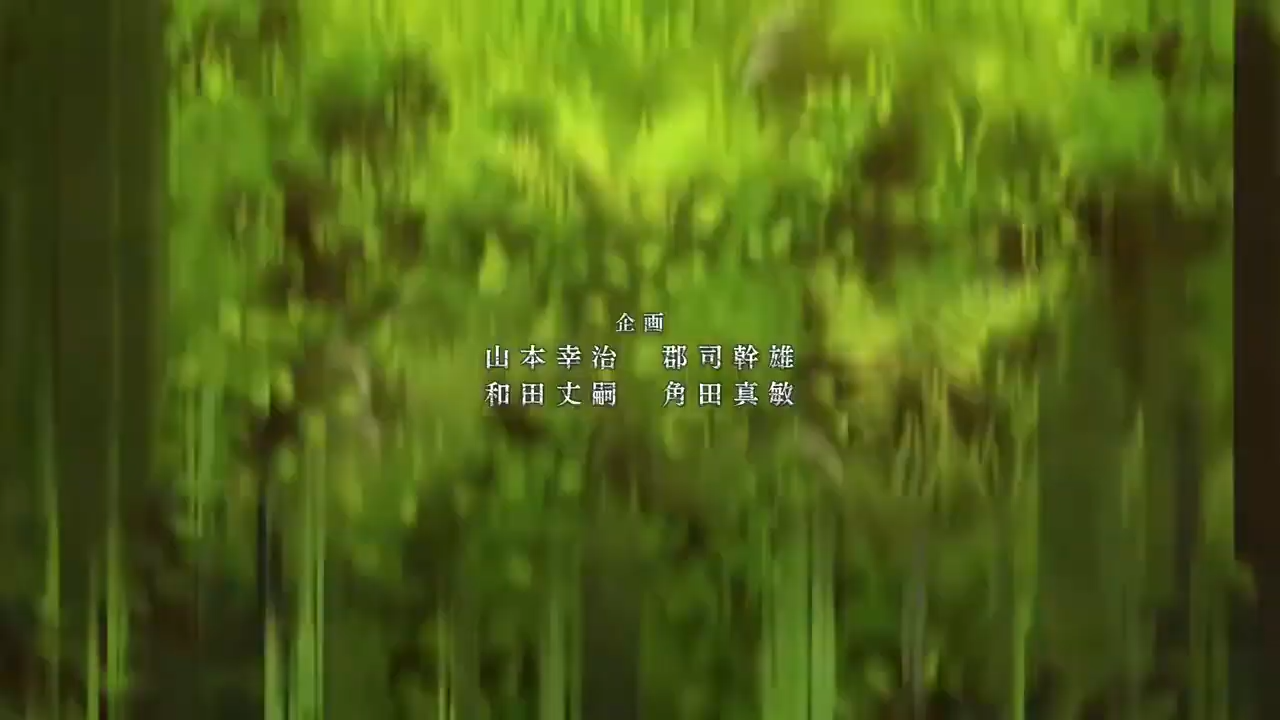 企画
山本幸治　郡司幹雄
和田丈嗣　角田真敏